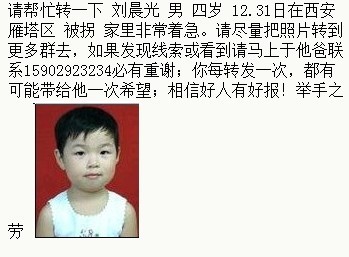 请帮忙转一下 刘晨光 男 四岁 12.31日在西安
雁塔区 被拐 家里非常着急。请尽量把照片转到
更多群去，如果发现线索或看到请马上于他爸联
系15902923234必有重谢；你每转发一次，都有
可能带给他一次希望；相信好人有好报！举手之
劳